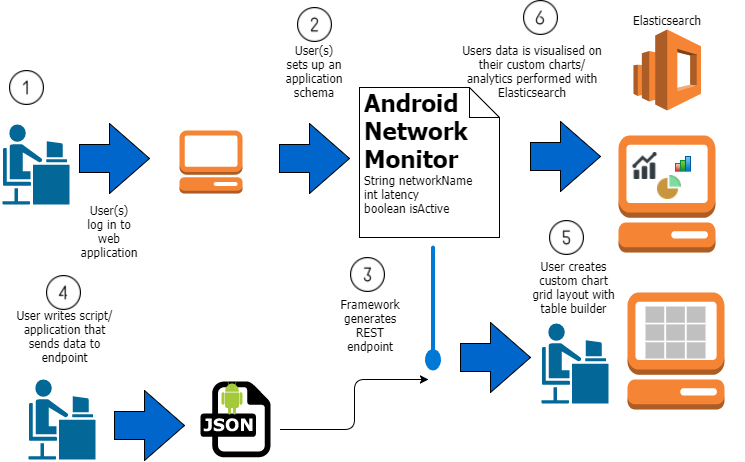 1
User(s)
log in to
web
application
2
User(s)
sets up an
application
schema
Android
Network
Monitor
String networkName
int latency
boolean isActive
3
Framework
generates
REST
endpoint
4
User writes script/
application that
sends data to
endpoint
JSON
5
User creates
custom chart
grid layout with
table builder
6
Users data is visualised on
their custom charts/
analytics performed with
Elasticsearch
Elasticsearch